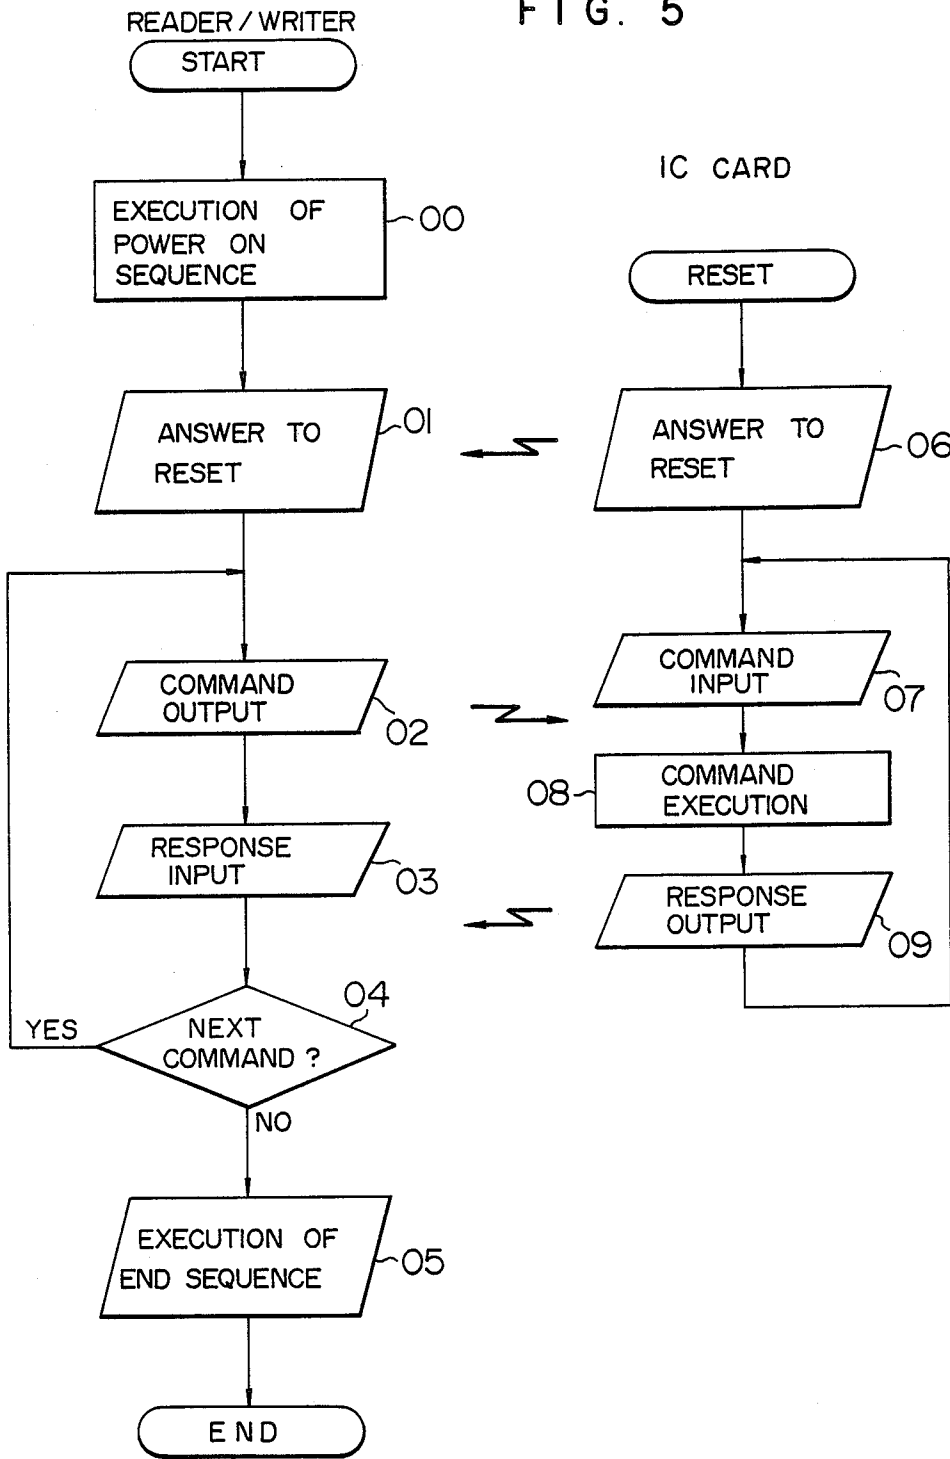 FIG. 5
READER/WRITER
START
EXECUTION OF
POWER ON
SEQUENCE
00
ANSWER TO
RESET
01
COMMAND
OUTPUT
02
RESPONSE
INPUT
03
04
NEXT
COMMAND ?
YES
NO
EXECUTION OF
END SEQUENCE
05
END
IC CARD
RESET
ANSWER TO
RESET
06
COMMAND
INPUT
07
COMMAND
EXECUTION
08
RESPONSE
OUTPUT
09